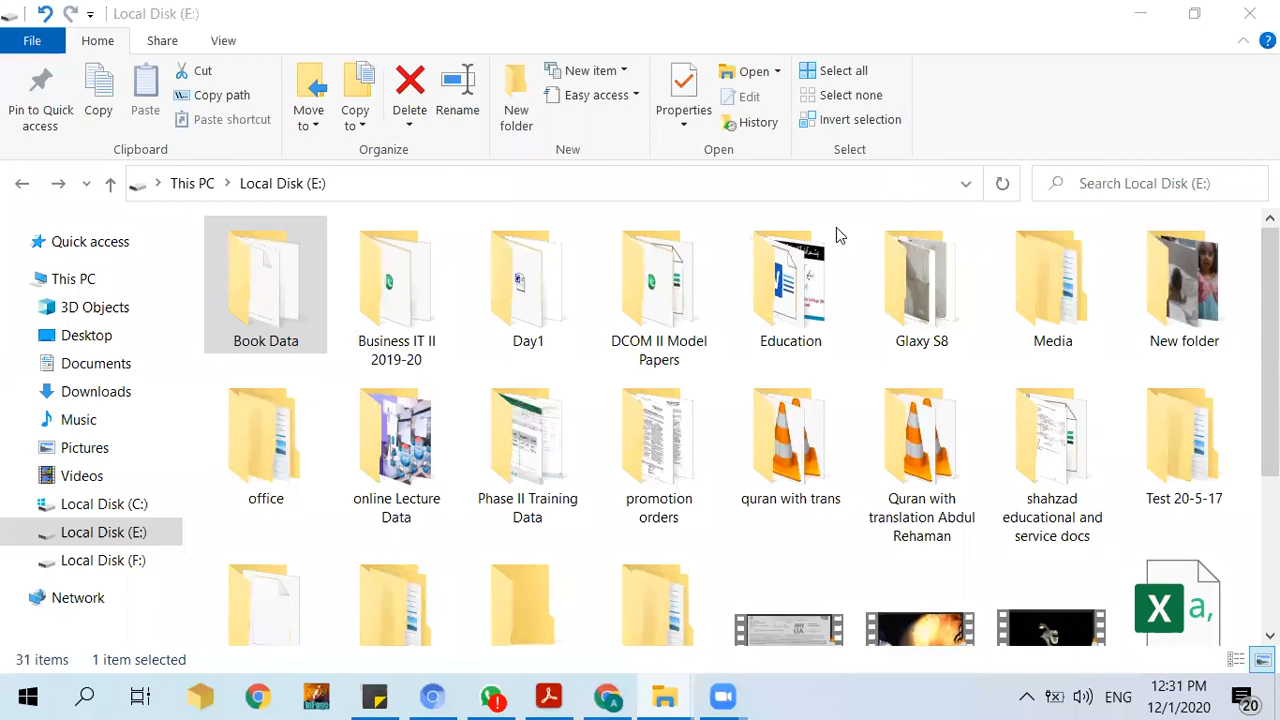 Local Disk (E:)
File
Home
Share
View
Pin to Quick
access
Copy
Paste
Cut
Copy path
Paste shortcut
Clipboard
Move
to
Copy
to
Delete
Rename
Organize
New
folder
New item
Easy access
New
Properties
Open
Edit
History
Open
Select all
Select none
Invert selection
Select
This PC
Local Disk (E:)
Search Local Disk (E:)
Quick access
This PC
3D Objects
Desktop
Documents
Downloads
Music
Pictures
Videos
Local Disk (C:)
Local Disk (E:)
Local Disk (F:)
Network
Book Data
Business IT II
2019-20
Day1
DCOM II Model
Papers
Education
Glaxy S8
Media
New folder
office
online Lecture
Data
Phase II Training
Data
promotion
orders
quran with trans
Quran with
translation Abdul
Rehaman
shahzad
educational and
service docs
Test 20-5-17
X a,
31 items
1 item selected
ENG
12:31 PM
12/1/2020
20